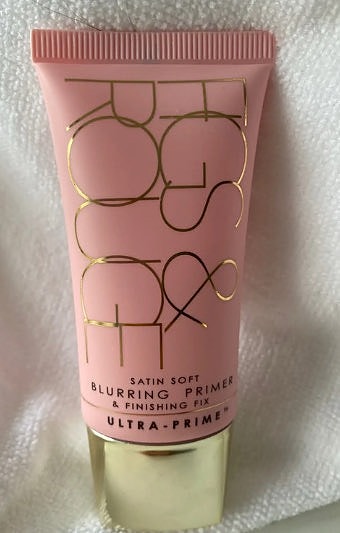 FIGS &
ROUGE
SATIN SOFT
BLURRING PRIMER
& FINISHING FIX
ULTRA-PRIME™